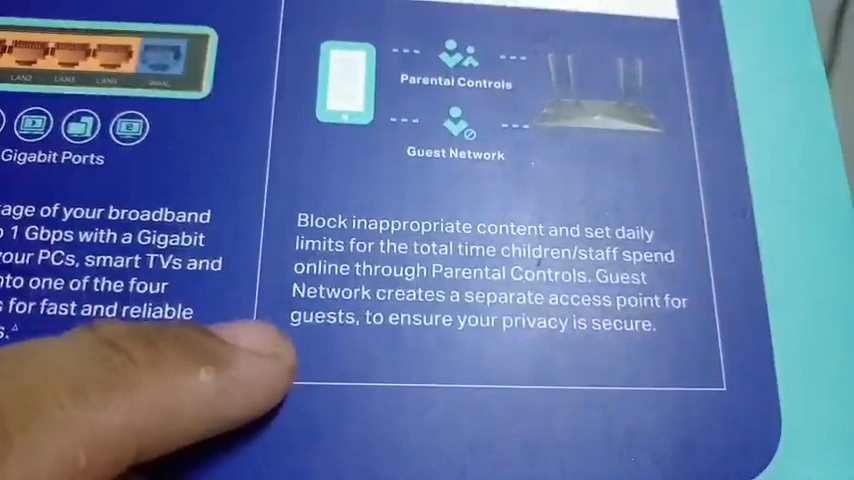 LAN2 LAN3 LAN4 WAN
Gigabit Ports
Parental Controls
Guest Network
of your broadband
1 Gbps with a Gigabit
your PCs, smart TVs and
into one of the four
for fast and reliable
Block inappropriate content and set daily
limits for the total time children/staff spend
online through Parental Controls. Guest
Network creates a separate access point for
guests, to ensure your privacy is secure.